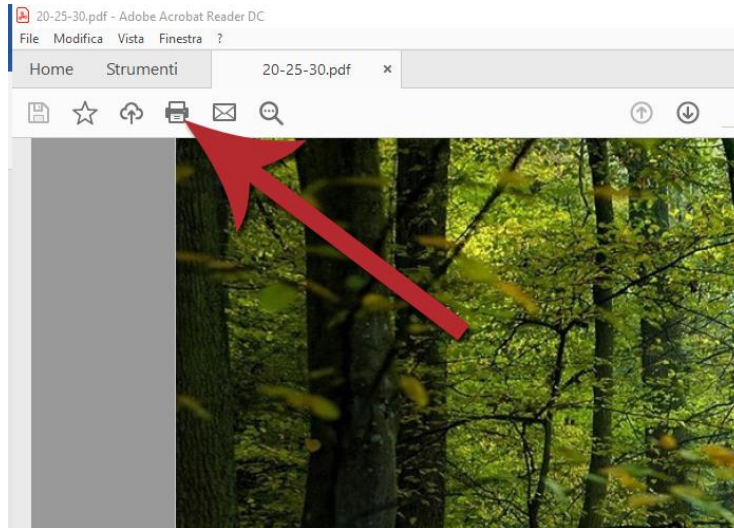 20-25-30.pdf - Adobe Acrobat Reader DC
File Modifica Vista Finestra ?
Home Strumenti 20-25-30.pdf ×